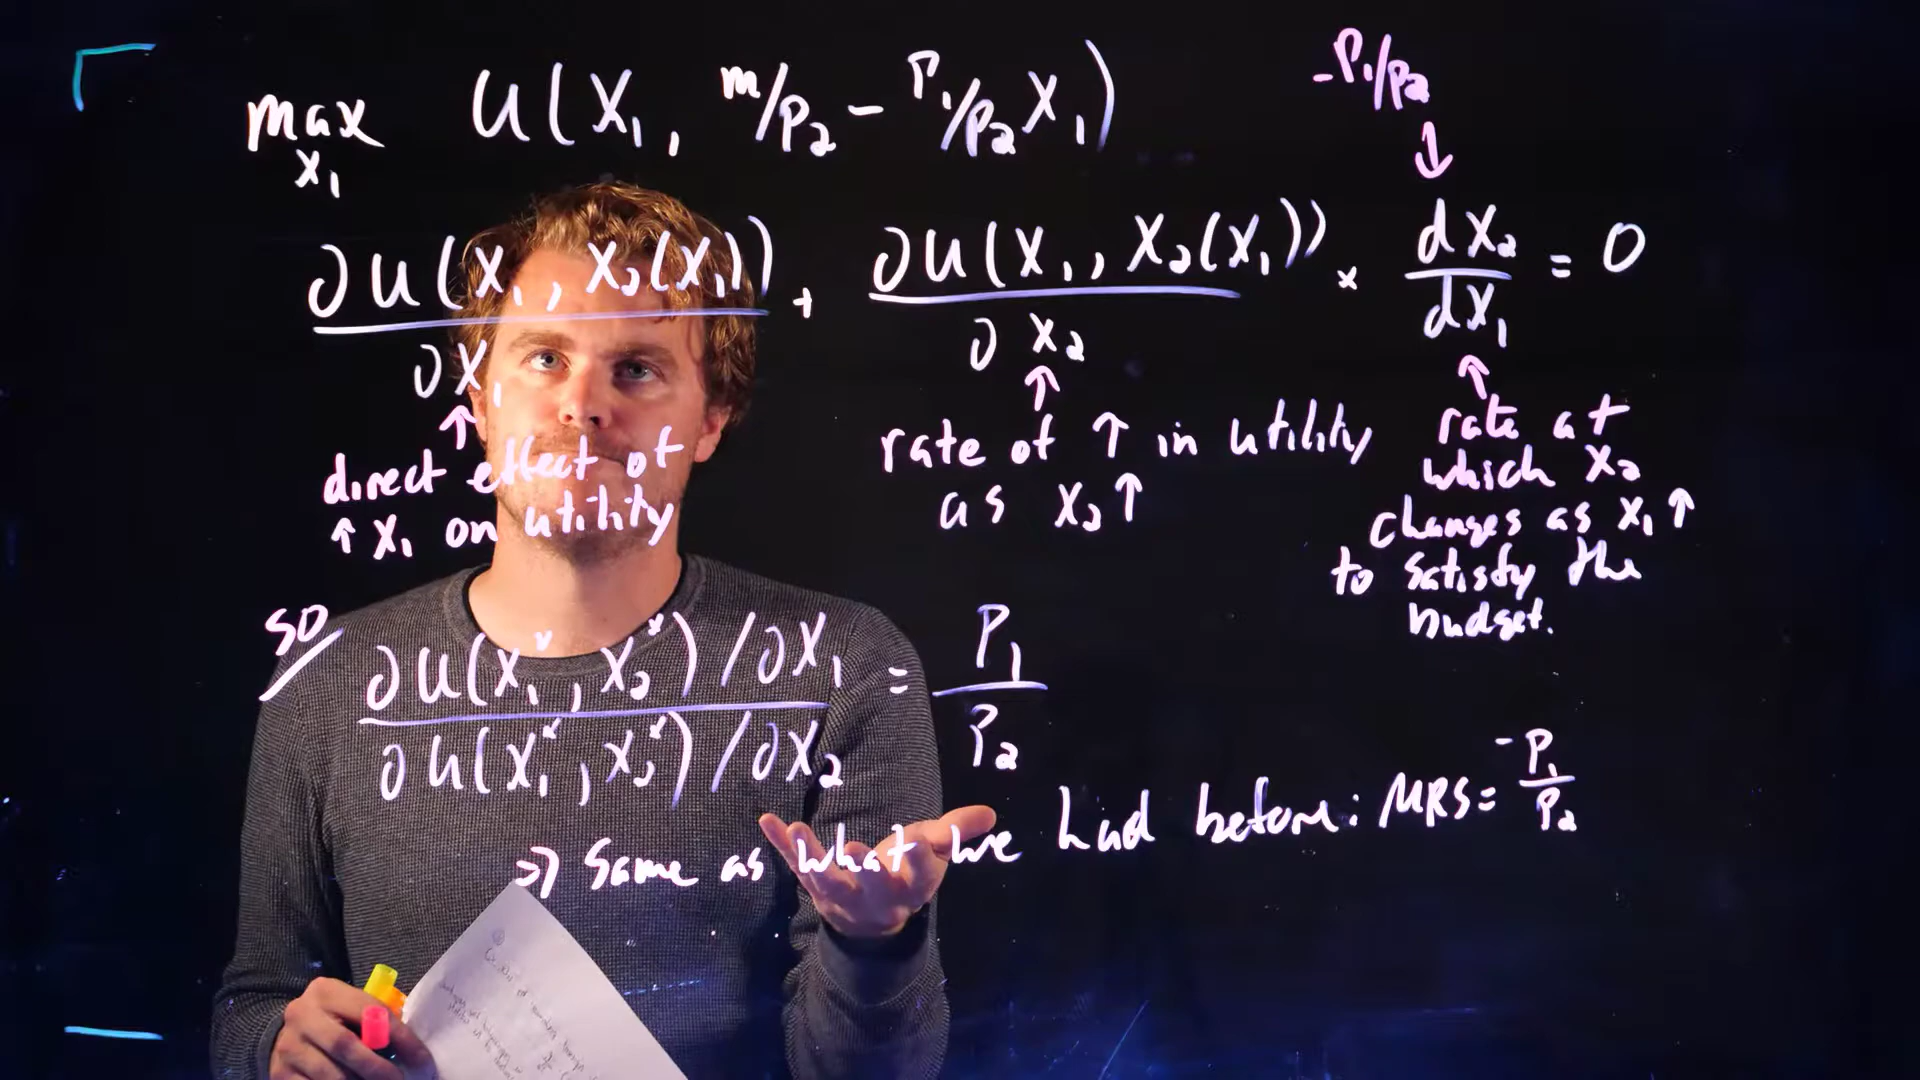 max x₁ U(x₁, m/p₂ - p₁/p₂ x₁)
-p₁/p₂
↓
∂U(x₁, x₂(x₁))/∂x₁ + ∂U(x₁, x₂(x₁))/∂x₂ × dx₂/dx₁ = 0
↑
direct effect of
↑ x₁ on utility
↑
rate of ↑ in utility
as x₂ ↑
↑
rate at
which x₂
changes as x₁ ↑
to satisfy the
budget.
SO
∂U(x₁*, x₂*)/∂x₁ / ∂U(x₁*, x₂*)/∂x₂ = P₁/P₂
⇒ Same as what we had before: MRS = -P₁/P₂